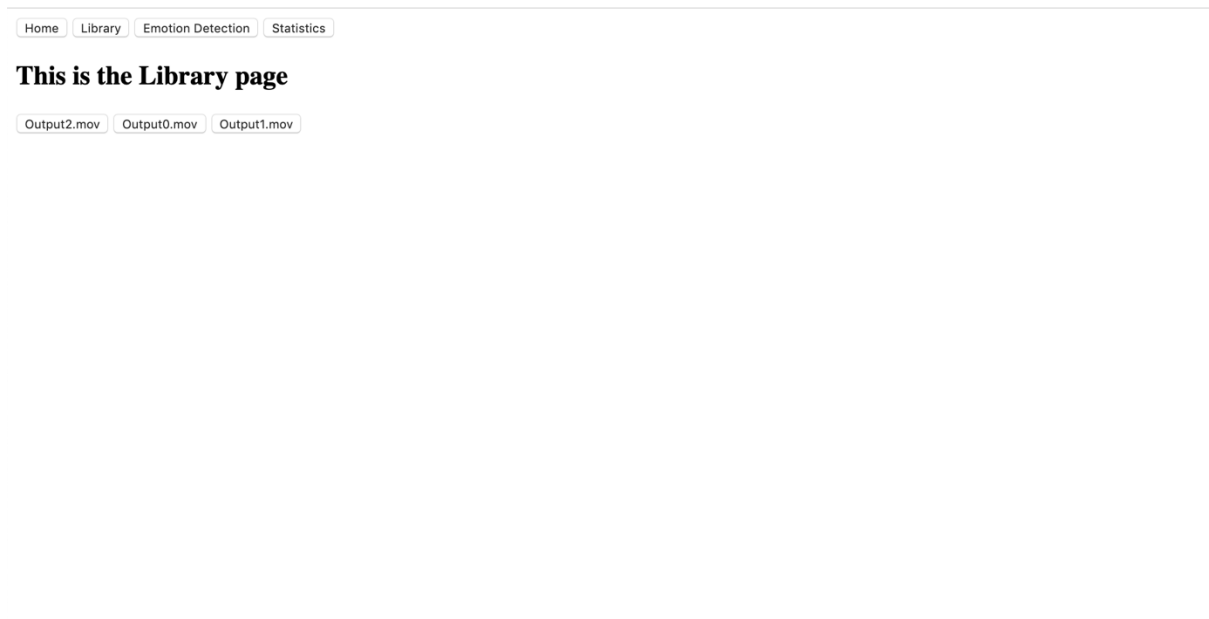 Home Library Emotion Detection Statistics
This is the Library page
Output2.mov Output0.mov Output1.mov